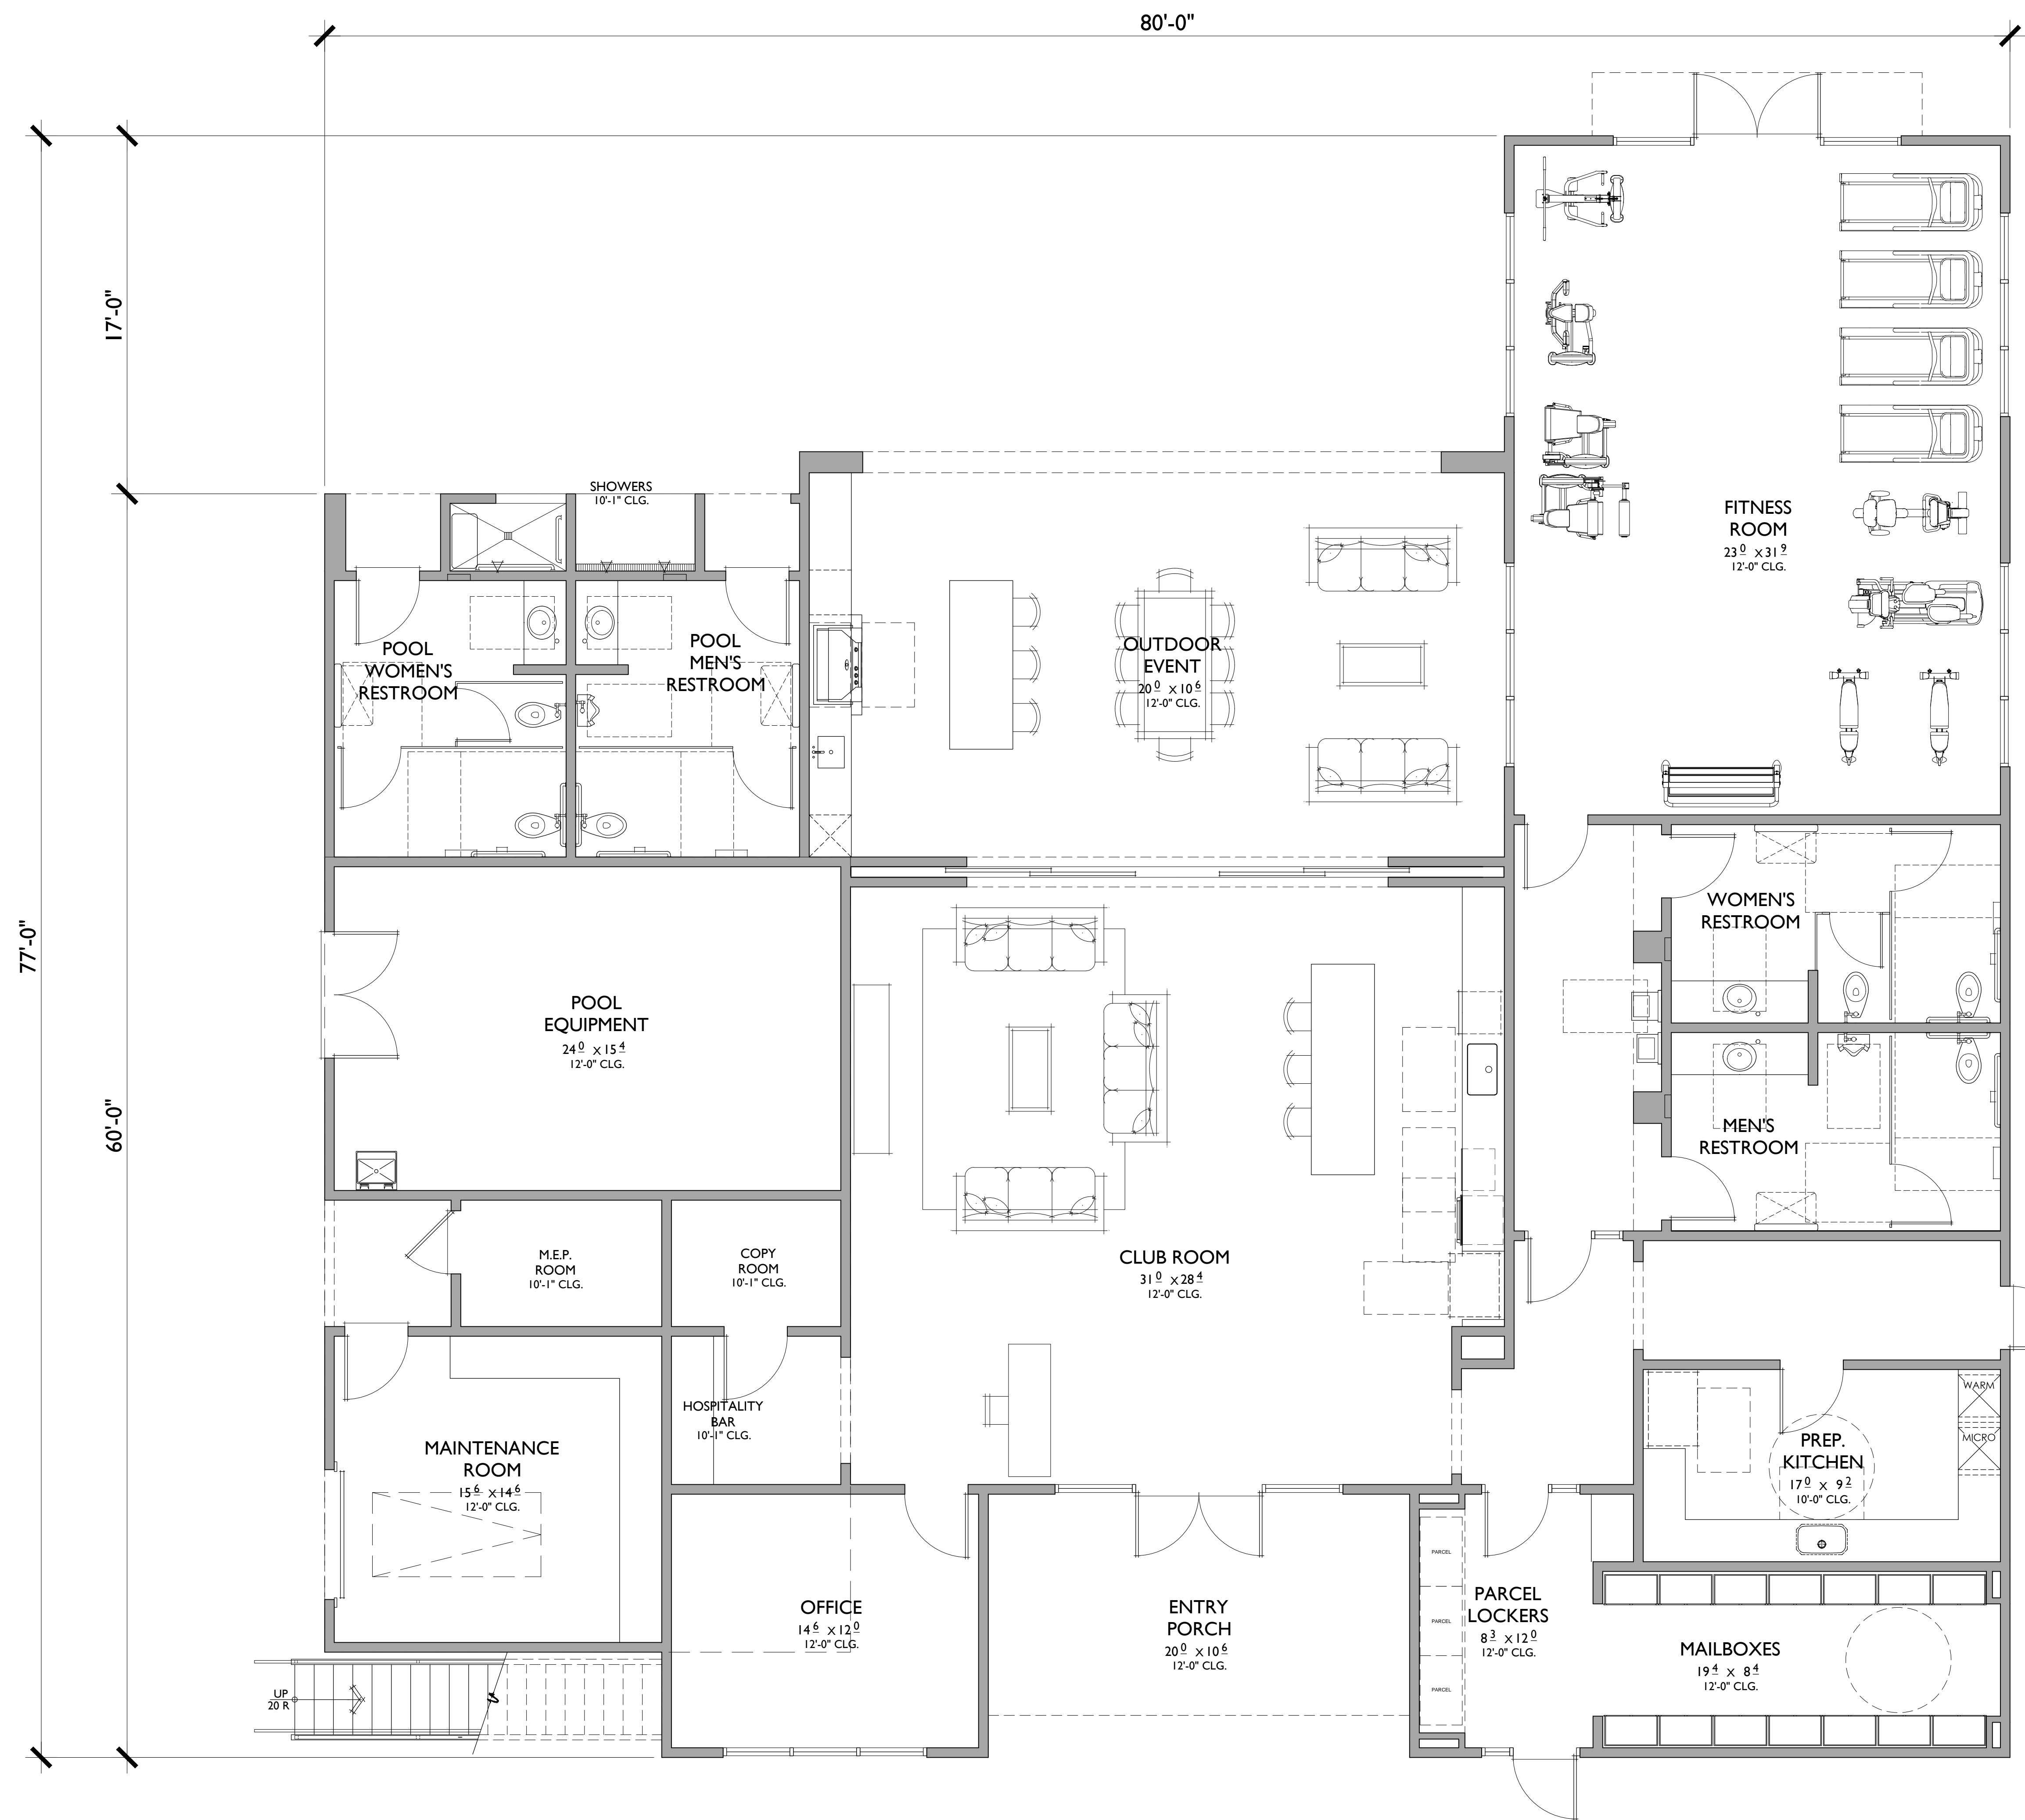 80'-0"
17'-0"
77'-0"
60'-0"
SHOWERS
10'-1" CLG.
FITNESS
ROOM
23 0 X 31 9
12'-0" CLG.
POOL
WOMEN'S
RESTROOM
POOL
MEN'S
RESTROOM
OUTDOOR
EVENT
20 0 X 10 6
12'-0" CLG.
WOMEN'S
RESTROOM
POOL
EQUIPMENT
24 0 X 15 4
12'-0" CLG.
MEN'S
RESTROOM
M.E.P.
ROOM
10'-1" CLG.
COPY
ROOM
10'-1" CLG.
CLUB ROOM
31 0 X 28 4
12'-0" CLG.
HOSPITALITY
BAR
10'-1" CLG.
WARM
MICRO
MAINTENANCE
ROOM
15 6 X 14 6
12'-0" CLG.
PREP.
KITCHEN
17 0 X 9 2
10'-0" CLG.
PARCEL
PARCEL
PARCEL
OFFICE
14 6 X 12 0
12'-0" CLG.
ENTRY
PORCH
20 0 X 10 6
12'-0" CLG.
PARCEL
LOCKERS
8 3 X 12 0
12'-0" CLG.
MAILBOXES
19 4 X 8 4
12'-0" CLG.
UP
20 R